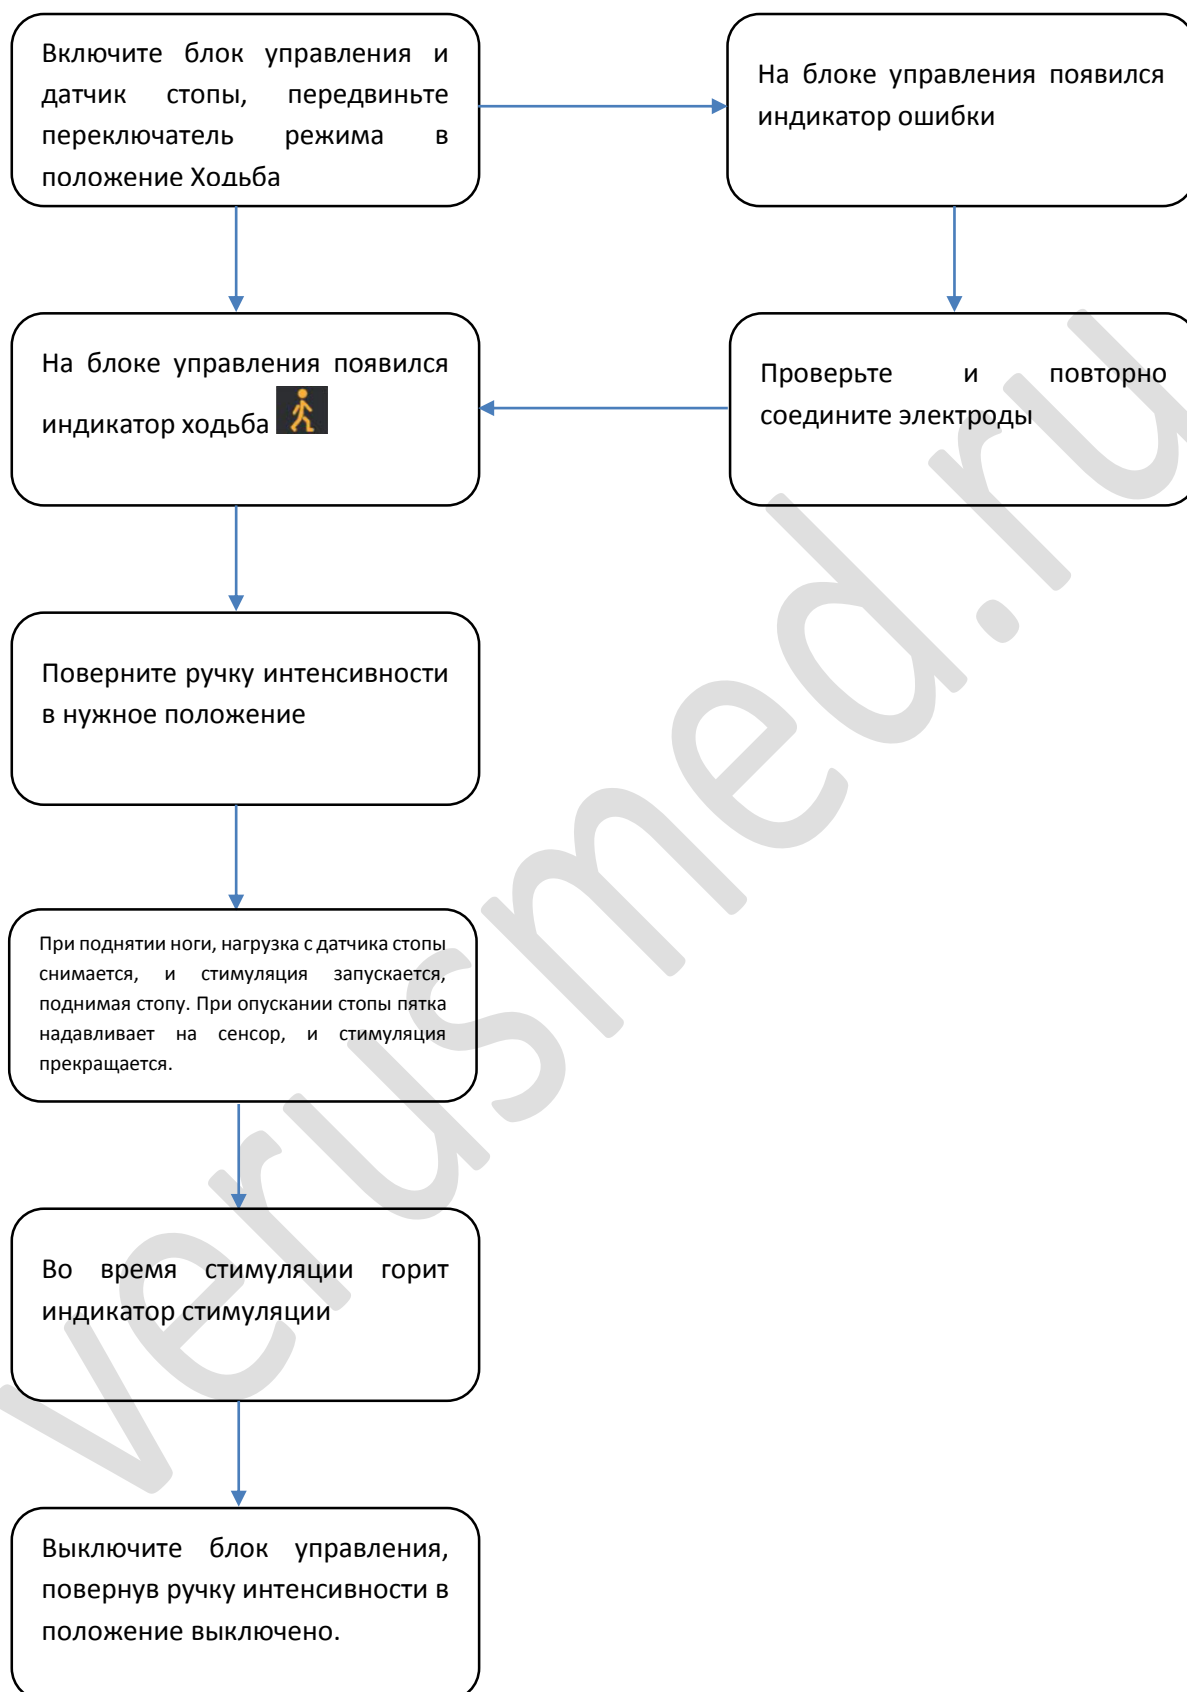 Включите блок управления и
датчик стопы, передвиньте
переключатель режима в
положение Ходьба
На блоке управления появился
индикатор ошибки
На блоке управления появился
индикатор ходьба
Проверьте и повторно
соедините электроды
Поверните ручку интенсивности
в нужное положение
При поднятии ноги, нагрузка с датчика стопы
снимается, и стимуляция запускается,
поднимая стопу. При опускании стопы пятка
надавливает на сенсор, и стимуляция
прекращается.
Во время стимуляции горит
индикатор стимуляции
Выключите блок управления,
повернув ручку интенсивности в
положение выключено.
verusmed.ru